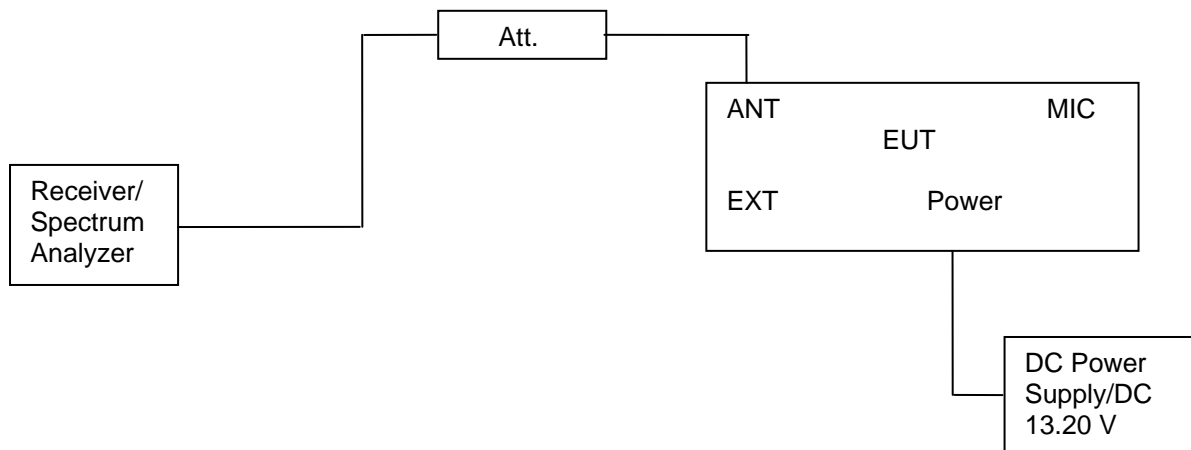 Att.
ANT MIC
EUT
EXT Power
Receiver/
Spectrum
Analyzer
DC Power
Supply/DC
13.20 V